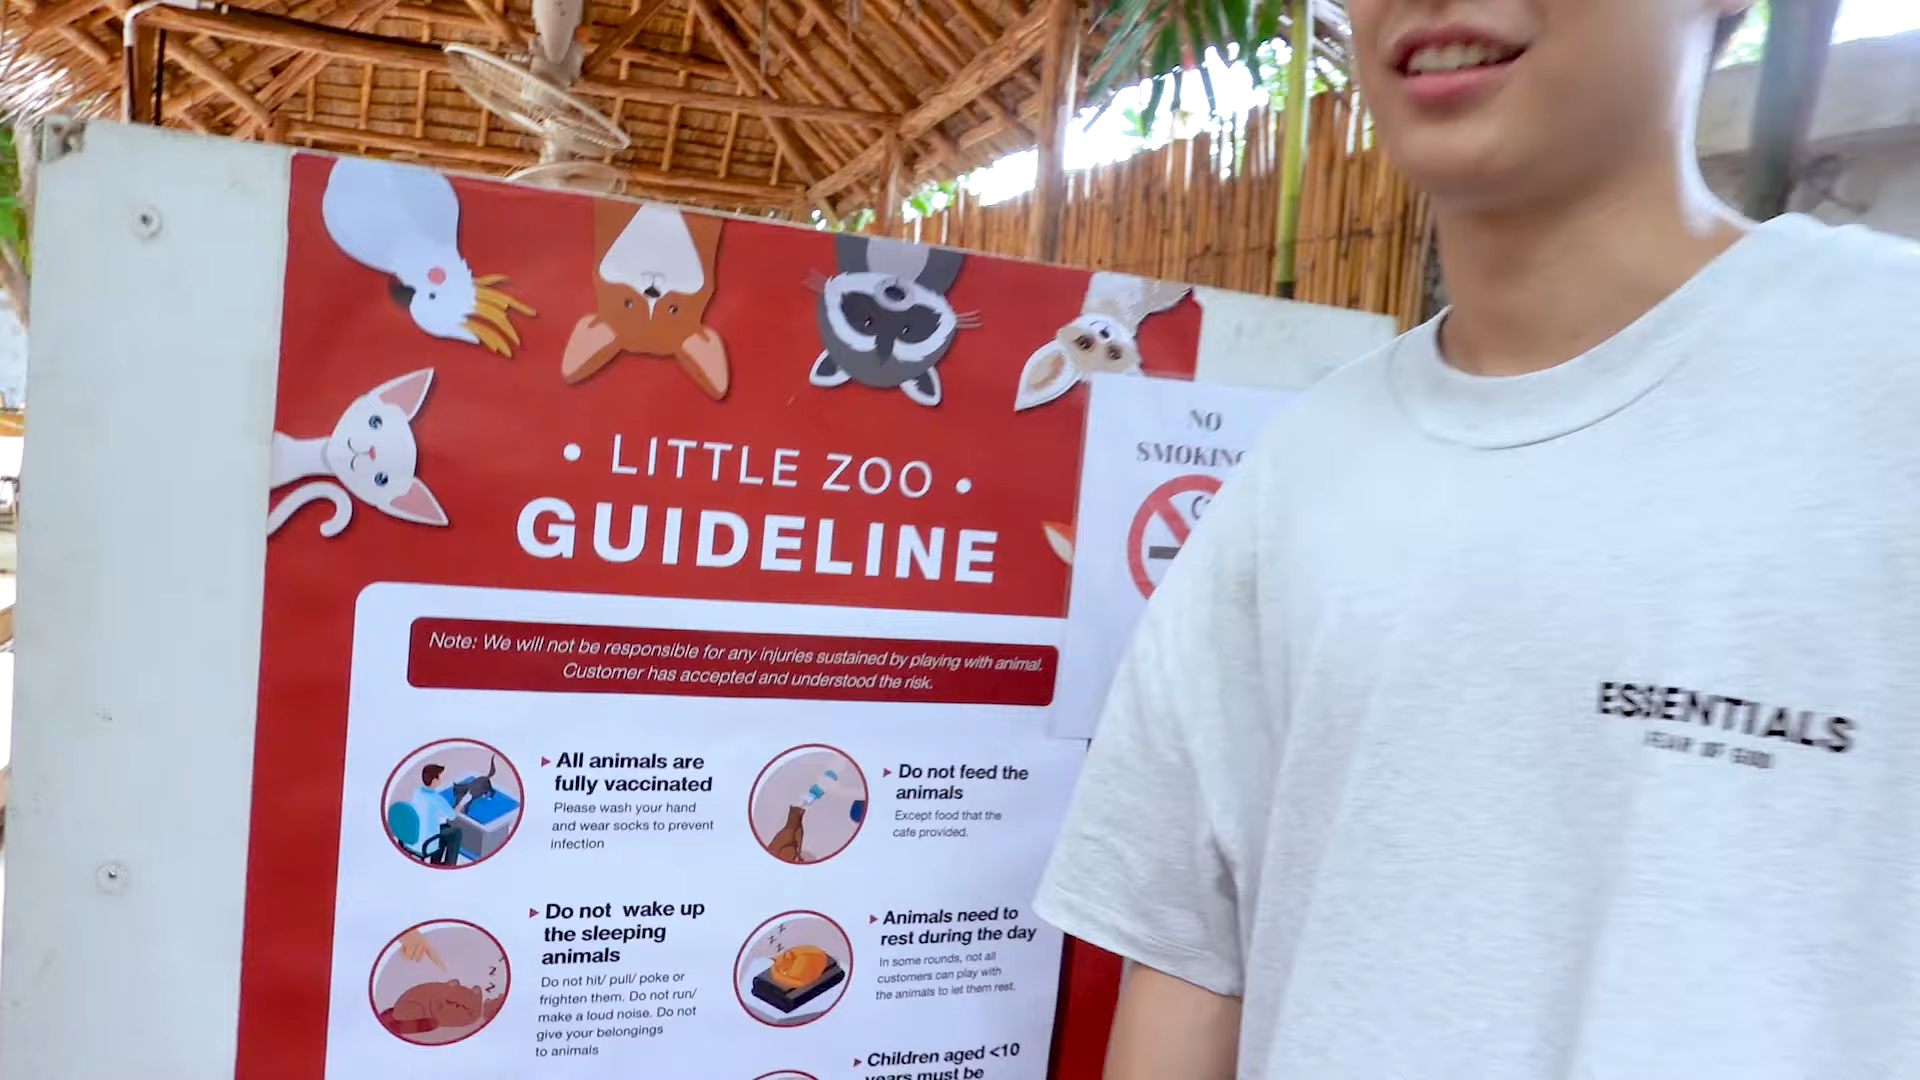 • LITTLE ZOO •
GUIDELINE
Note: We will not be responsible for any injuries sustained by playing with animal.
Customer has accepted and understood the risk.
All animals are
fully vaccinated
Please wash your hand
and wear socks to prevent
infection
Do not feed the
animals
Except food that the
cafe provided.
Do not wake up
the sleeping
animals
Do not hit/ pull/ poke or
frighten them. Do not run/
make a loud noise. Do not
give your belongings
to animals
Animals need to
rest during the day
In some rounds, not all
customers can play with
the animals to let them rest.
Children aged <10
years must be
NO
SMOKING
ESSENTIALS
FEAR OF GOD